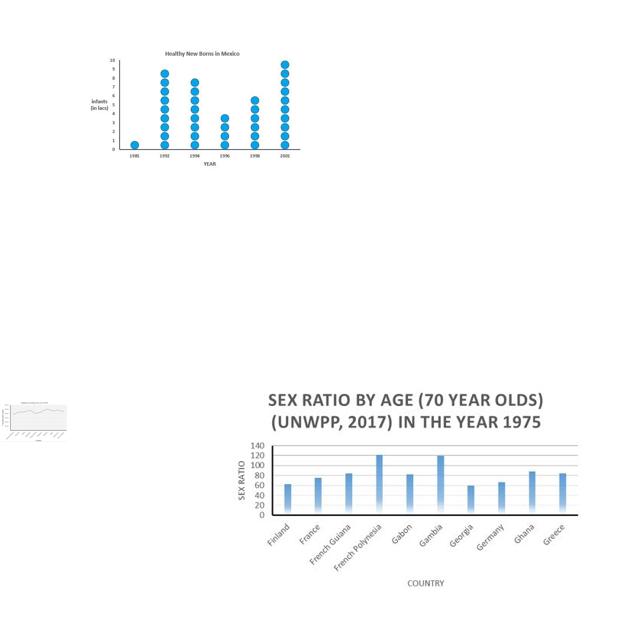 Healthy New Borns in Mexico
10
9
8
7
6
5
4
3
2
1
0
infants
(in lacs)
1992
1994
1996
1998
2001
YEAR
SEX RATIO BY AGE (70 YEAR OLDS)
(UNWPP, 2017) IN THE YEAR 1975
140
120
100
80
60
40
20
0
SEX RATIO
Finland
France
French Guiana
French Polynesia
Gabon
Gambia
Georgia
Germany
Ghana
Greece
COUNTRY